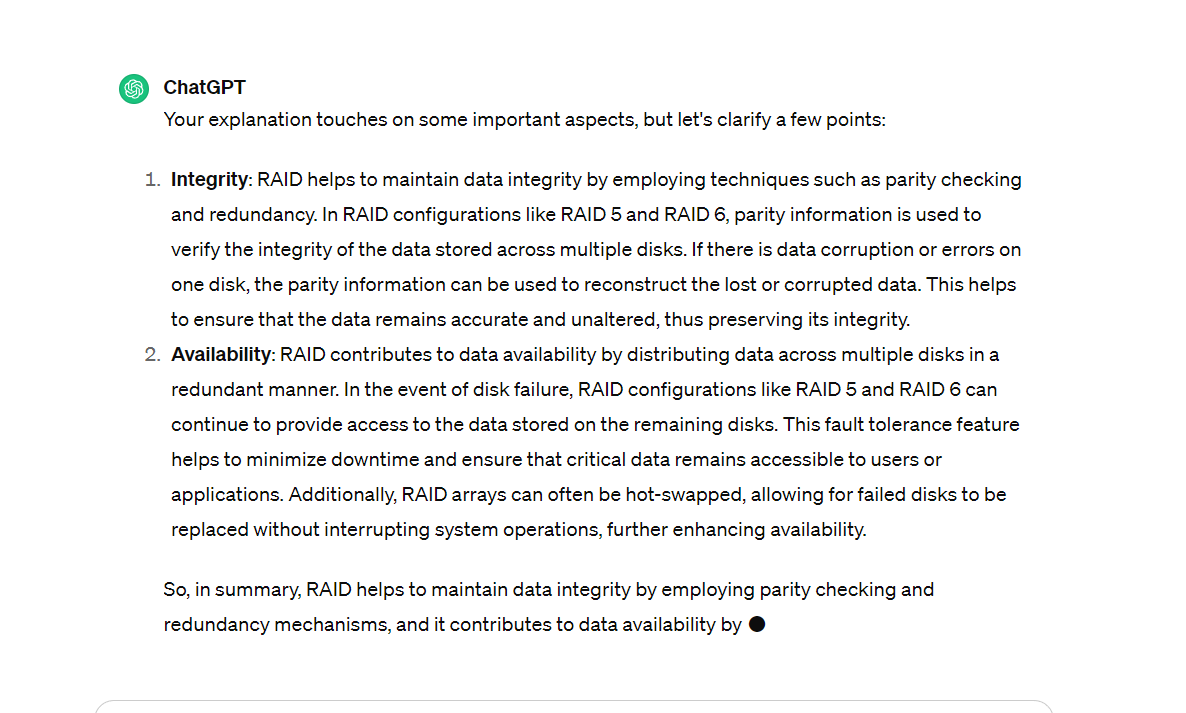 ChatGPT
Your explanation touches on some important aspects, but let's clarify a few points:
1. Integrity: RAID helps to maintain data integrity by employing techniques such as parity checking
and redundancy. In RAID configurations like RAID 5 and RAID 6, parity information is used to
verify the integrity of the data stored across multiple disks. If there is data corruption or errors on
one disk, the parity information can be used to reconstruct the lost or corrupted data. This helps
to ensure that the data remains accurate and unaltered, thus preserving its integrity.
2. Availability: RAID contributes to data availability by distributing data across multiple disks in a
redundant manner. In the event of disk failure, RAID configurations like RAID 5 and RAID 6 can
continue to provide access to the data stored on the remaining disks. This fault tolerance feature
helps to minimize downtime and ensure that critical data remains accessible to users or
applications. Additionally, RAID arrays can often be hot-swapped, allowing for failed disks to be
replaced without interrupting system operations, further enhancing availability.
So, in summary, RAID helps to maintain data integrity by employing parity checking and
redundancy mechanisms, and it contributes to data availability by